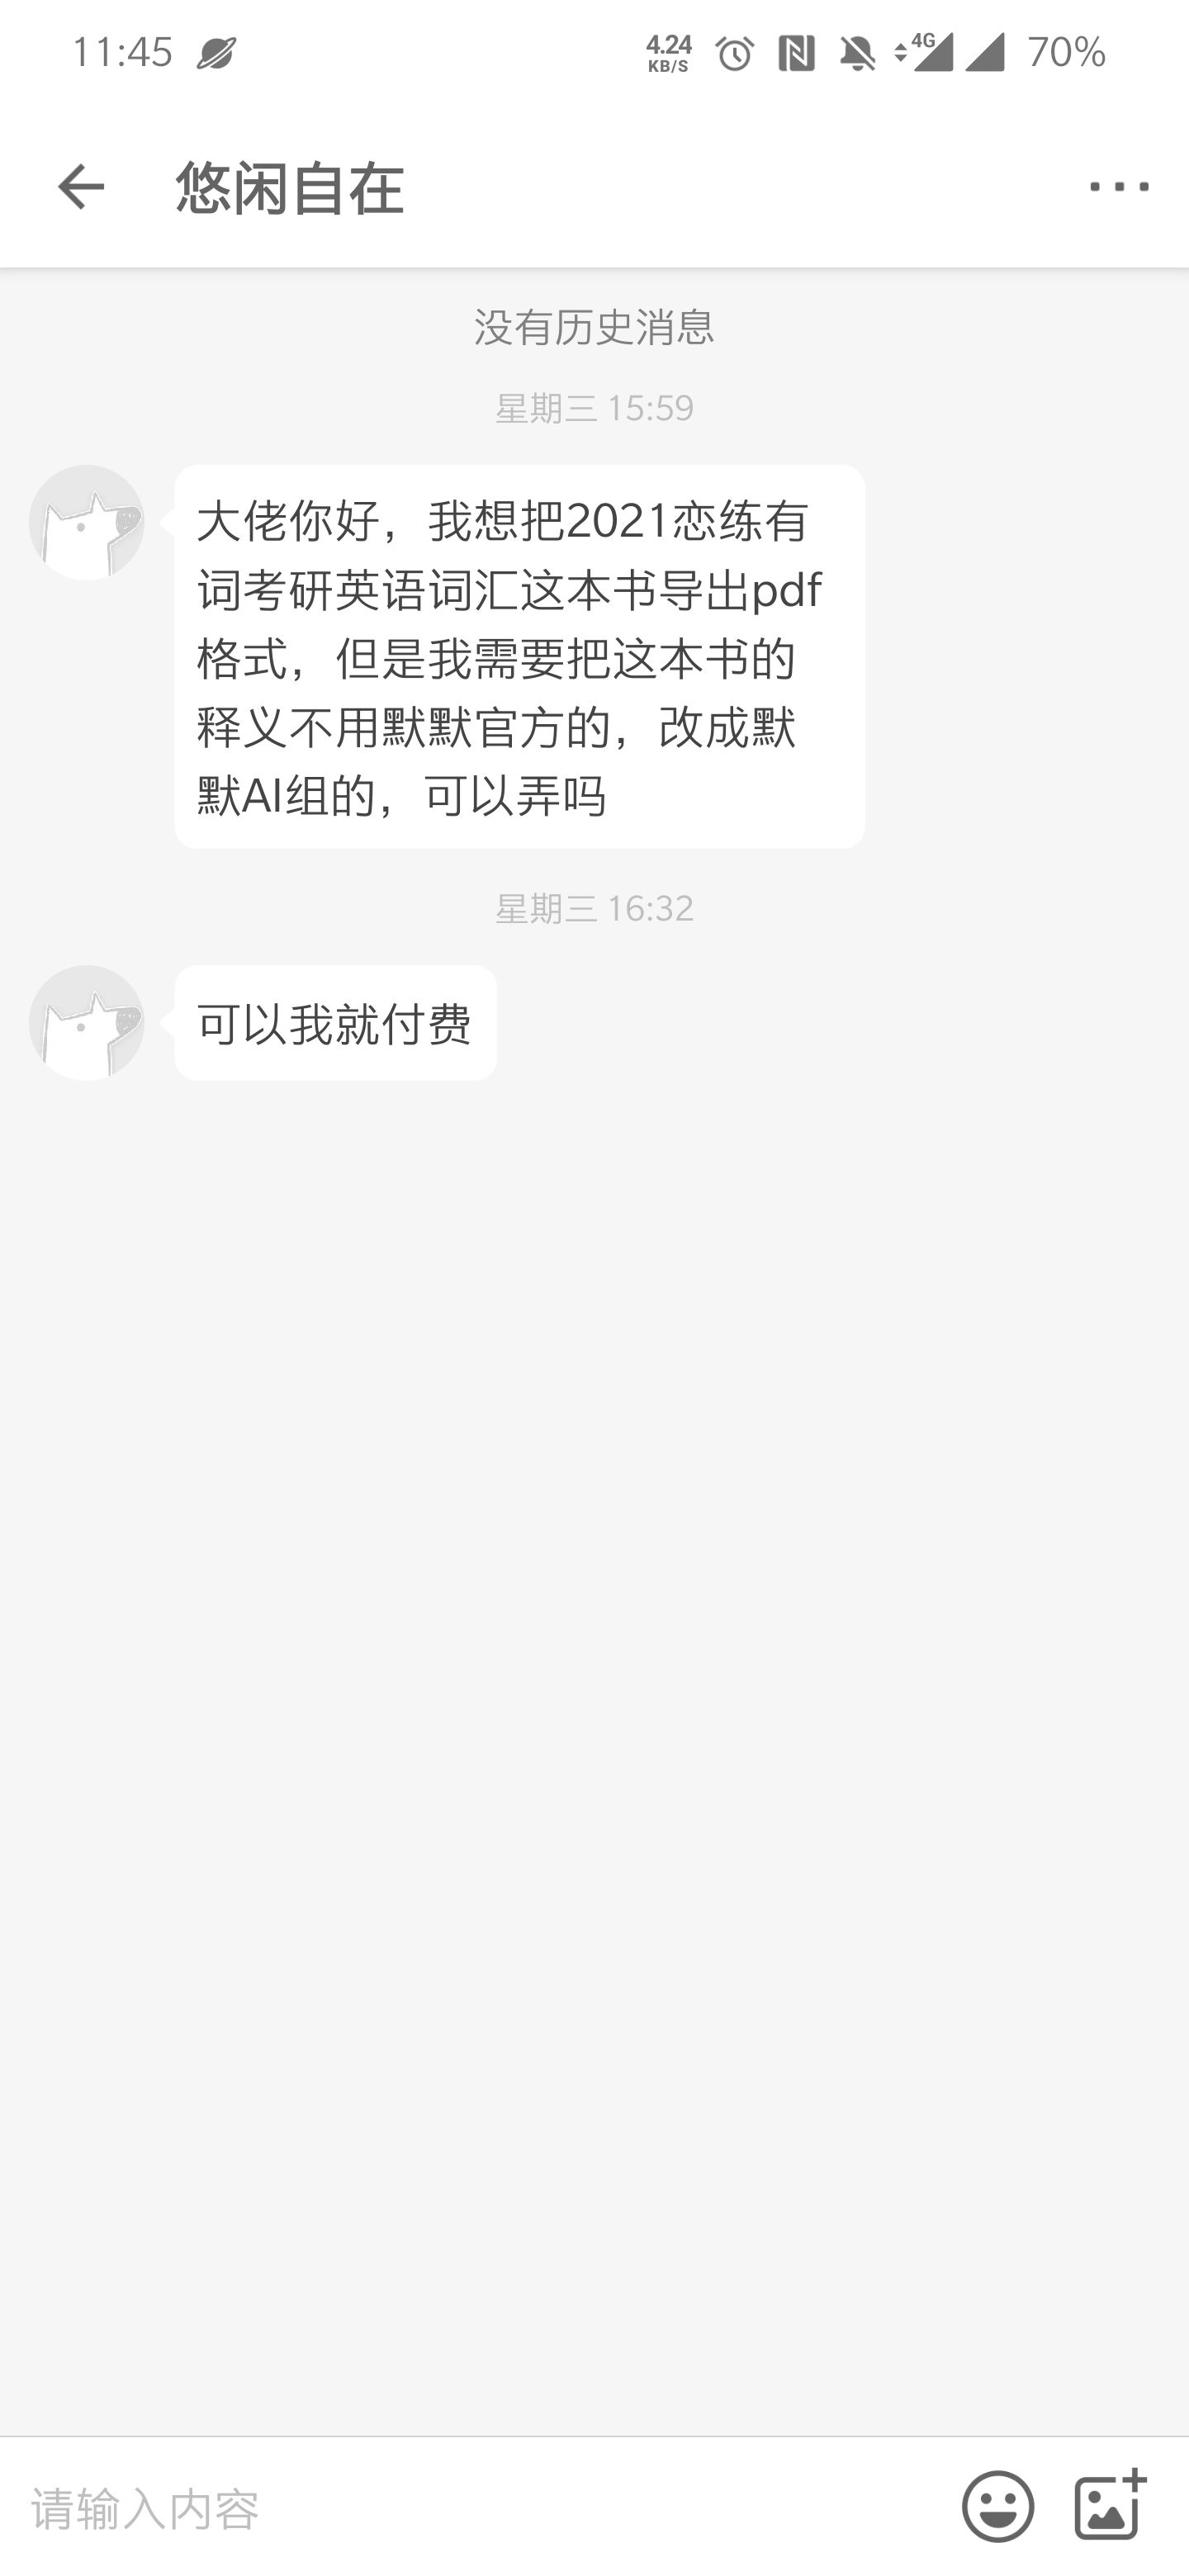 11:45
4.24
KB/S
4G
70%
悠闲自在
没有历史消息
星期三 15:59
大佬你好，我想把2021恋练有
词考研英语词汇这本书导出pdf
格式，但是我需要把这本书的
释义不用默默官方的，改成默
默AI组的，可以弄吗
星期三 16:32
可以我就付费
请输入内容